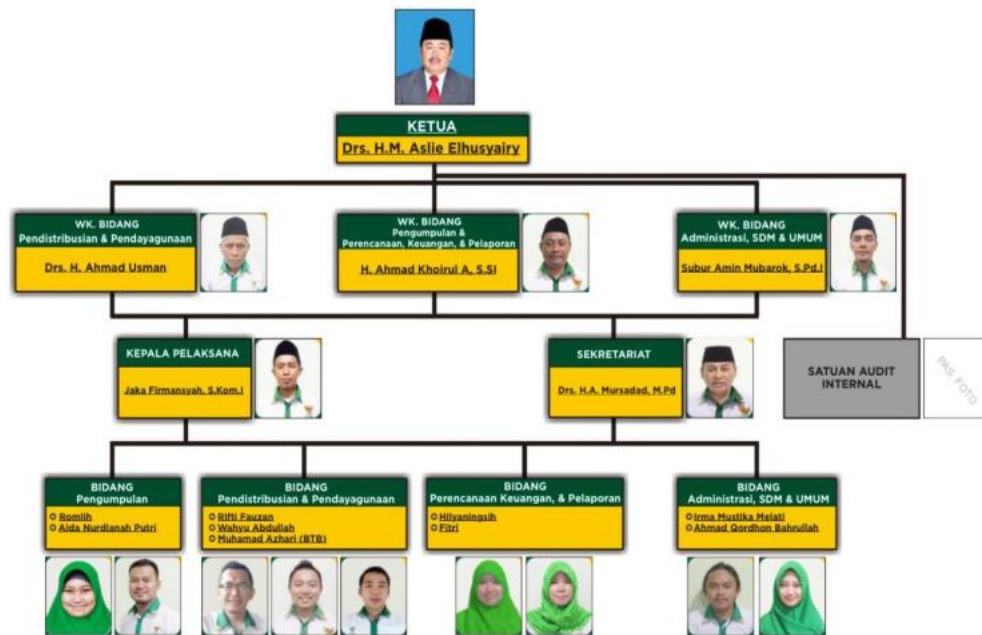 KETUA
Drs. H.M. Aslie Elhusyairy
WK. BIDANG
Pendistribusian & Pendayagunaan
Drs. H. Ahmad Usman
WK. BIDANG
Pengumpulan &
Perencanaan, Keuangan, & Pelaporan
H. Ahmad Khoirul A, S.SI
WK. BIDANG
Administrasi, SDM & UMUM
Subur Amin Mubarok, S.Pd.I
KEPALA PELAKSANA
Jaka Firmansyah, S.Kom.I
SEKRETARIAT
Drs. H.A. Mursadad, M.Pd
SATUAN AUDIT
INTERNAL
PAS FOTO
BIDANG
Pengumpulan
Romlih
Aida Nurdianah Putri
BIDANG
Pendistribusian & Pendayagunaan
Rifti Fauzan
Wahyu Abdullah
Muhamad Azhari (BTB)
BIDANG
Perencanaan Keuangan, & Pelaporan
Hilyaningsih
Fitri
BIDANG
Administrasi, SDM & UMUM
Irma Mustika Melati
Ahmad Qordhon Bahrullah